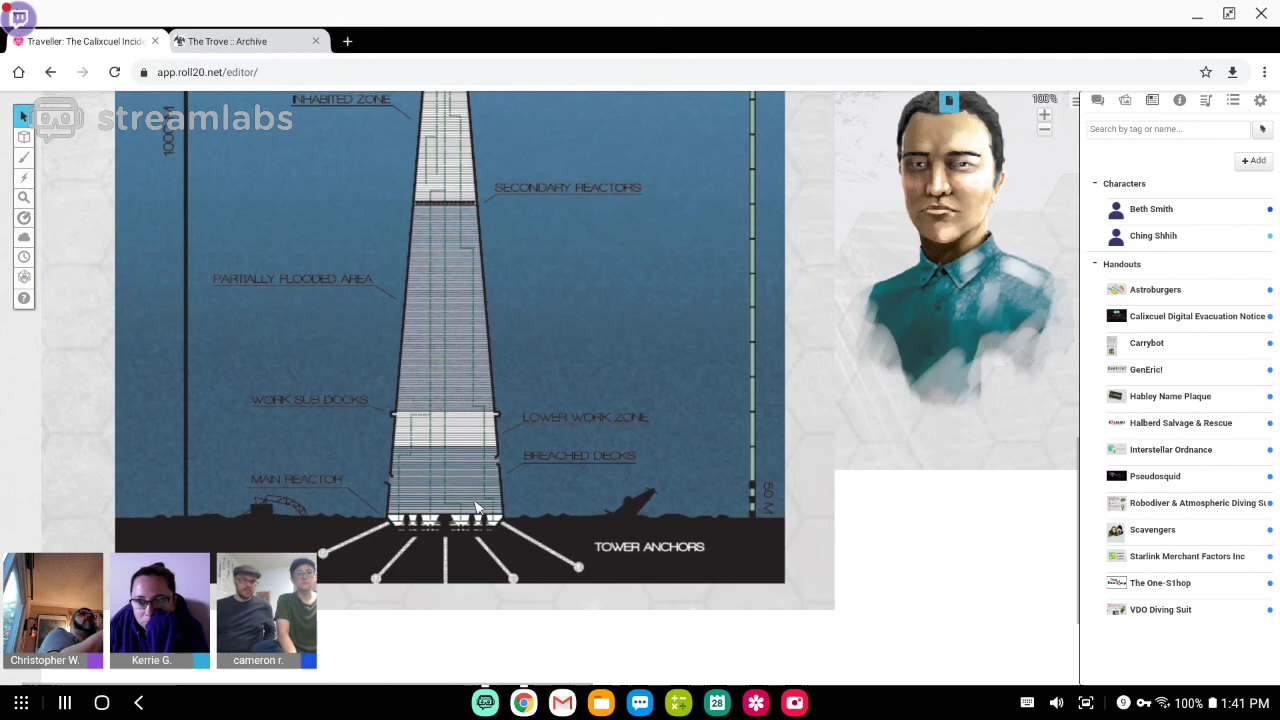 Traveller: The Calixcuel Incide
The Trove :: Archive
app.roll20.net/editor/
streamlabs
INHABITED ZONE
SECONDARY REACTORS
PARTIALLY FLOODED AREA
WORK SUB DOCKS
LOWER WORK ZONE
BREACHED DECKS
MAIN REACTOR
50 M
TOWER ANCHORS
100%
Search by tag or name...
+ Add
Characters
Beth Smith
Ching Shhih
Handouts
Astroburgers
Calixcuel Digital Evacuation Notice
Carrybot
GenEric!
Habley Name Plaque
Halberd Salvage & Rescue
Interstellar Ordnance
Pseudosquid
Robodiver & Atmospheric Diving Su
Scavengers
Starlink Merchant Factors Inc
The One-S1hop
VDO Diving Suit
Christopher W.
Kerrie G.
cameron r.
28
9
100%
1:41 PM